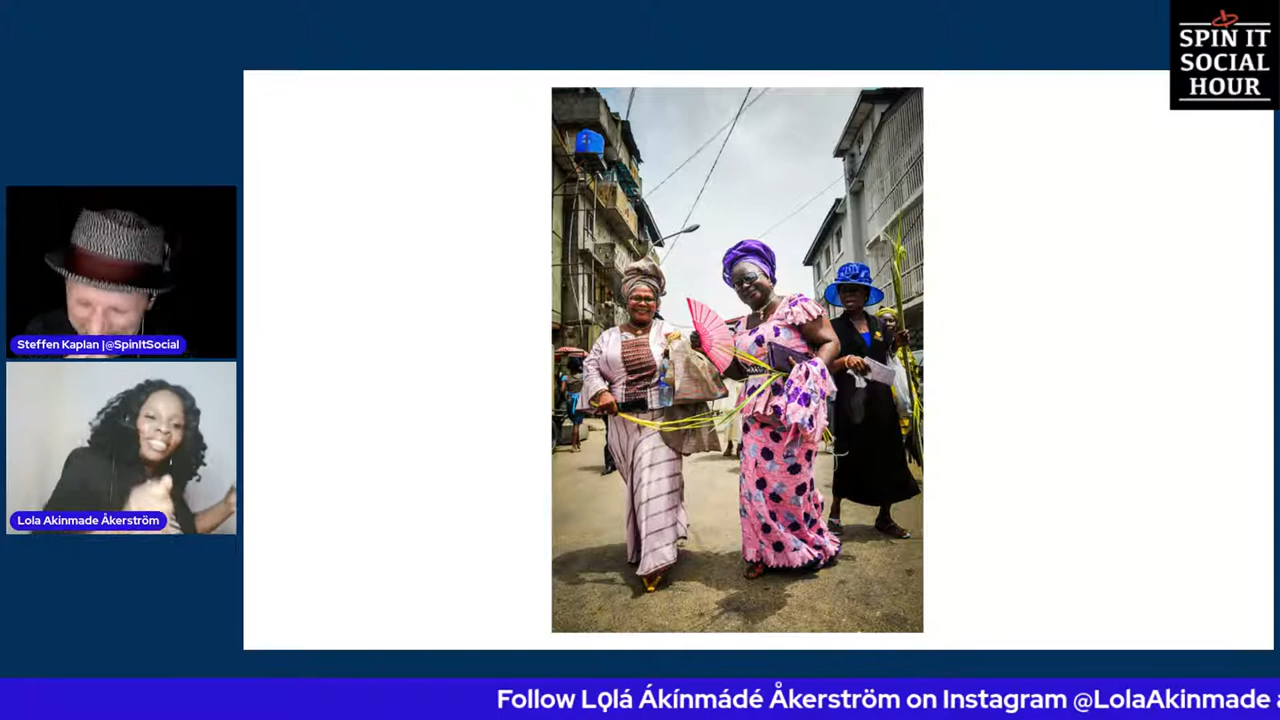 SPIN IT
SOCIAL
HOUR
Steffen Kaplan |@SpinItSocial
Lola Akinmade Åkerström
Follow Lọlá Ákínmádé Åkerström on Instagram @LolaAkinmade